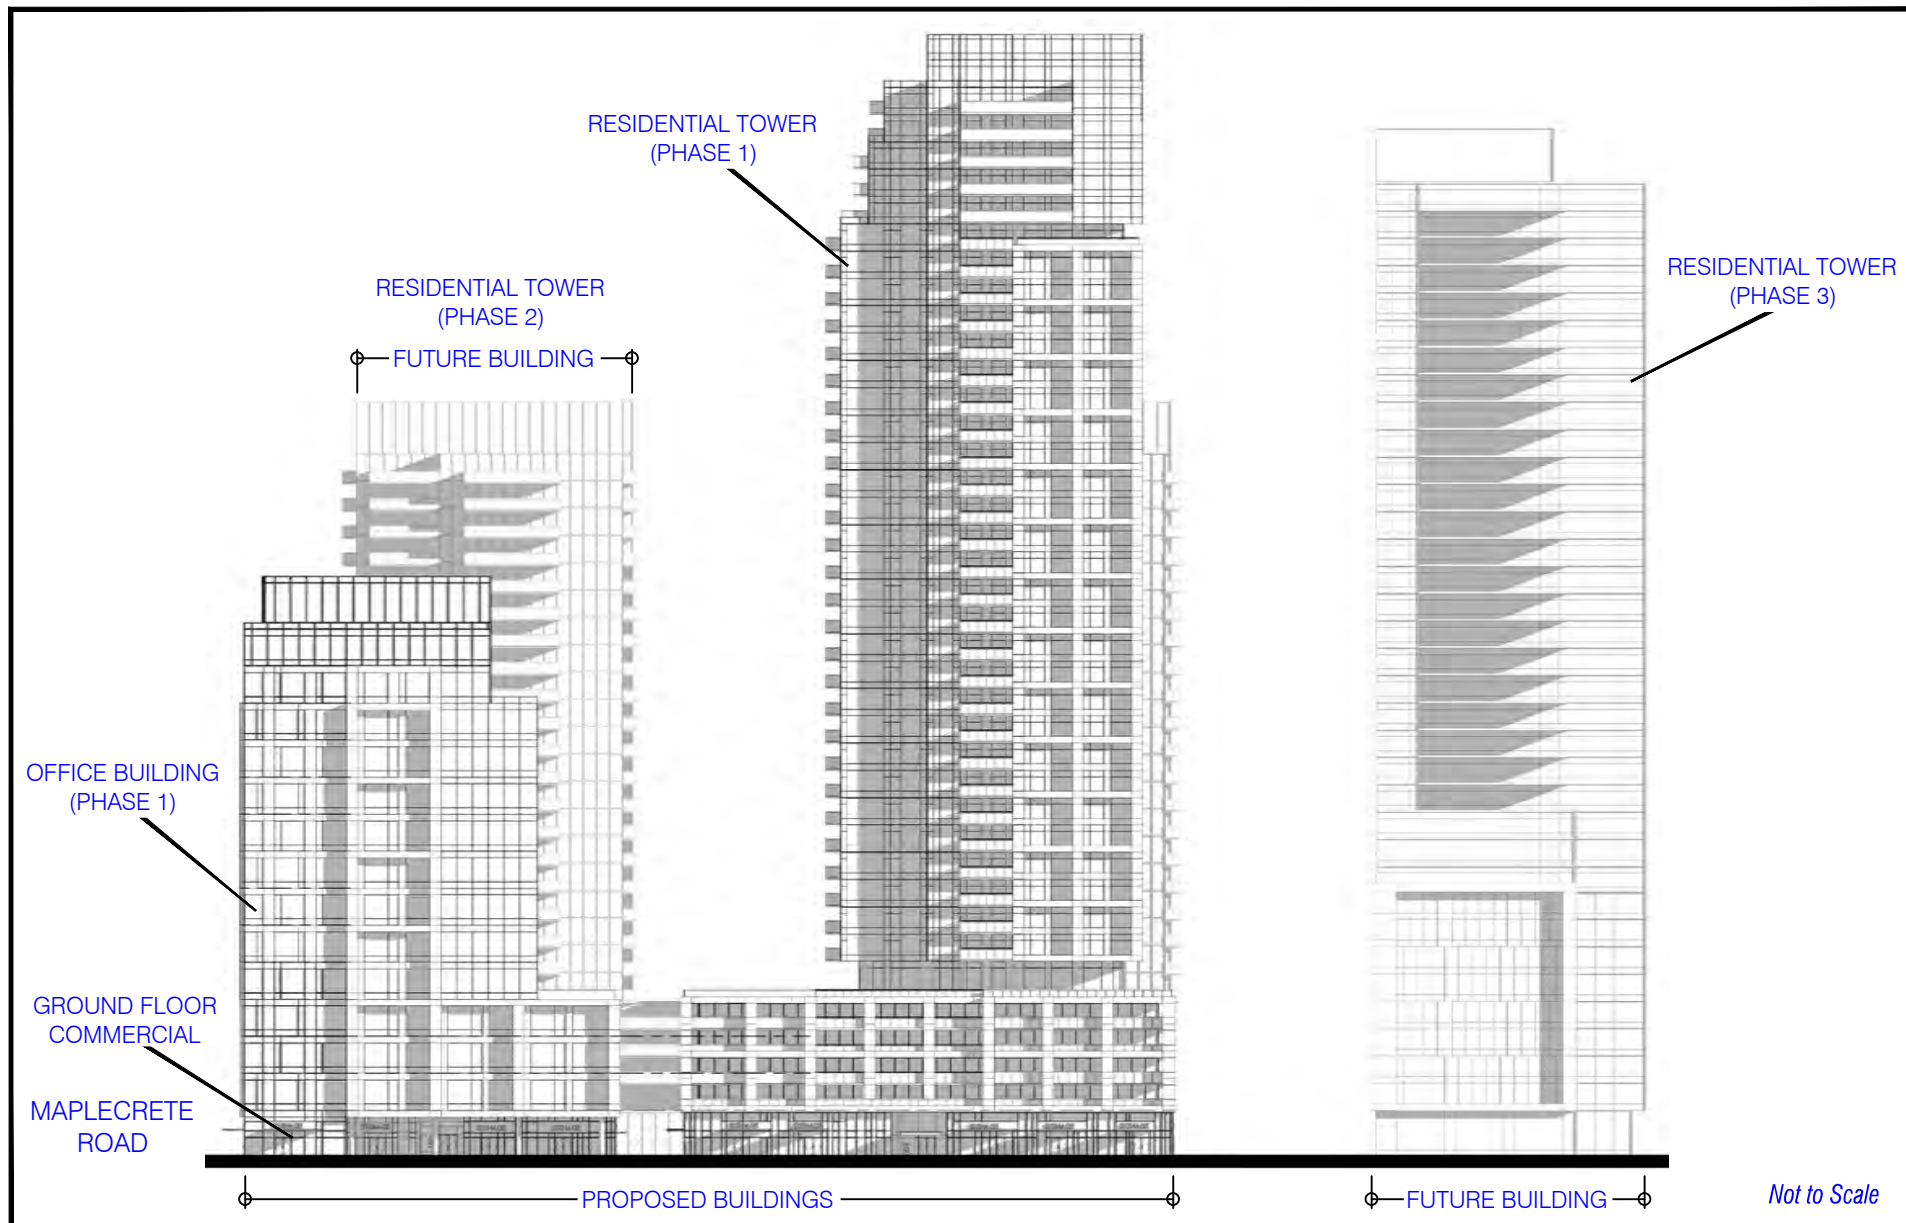 RESIDENTIAL TOWER
(PHASE 1)
RESIDENTIAL TOWER
(PHASE 3)
RESIDENTIAL TOWER
(PHASE 2)
FUTURE BUILDING
OFFICE BUILDING
(PHASE 1)
GROUND FLOOR
COMMERCIAL
MAPLECRETE
ROAD
PROPOSED BUILDINGS
FUTURE BUILDING
Not to Scale